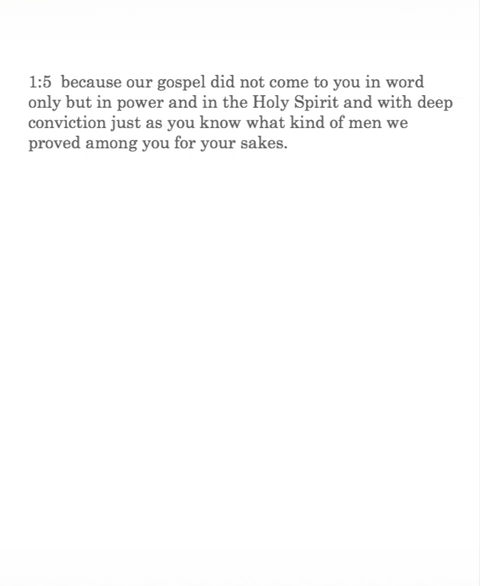 1:5  because our gospel did not come to you in word
only but in power and in the Holy Spirit and with deep
conviction just as you know what kind of men we
proved among you for your sakes.